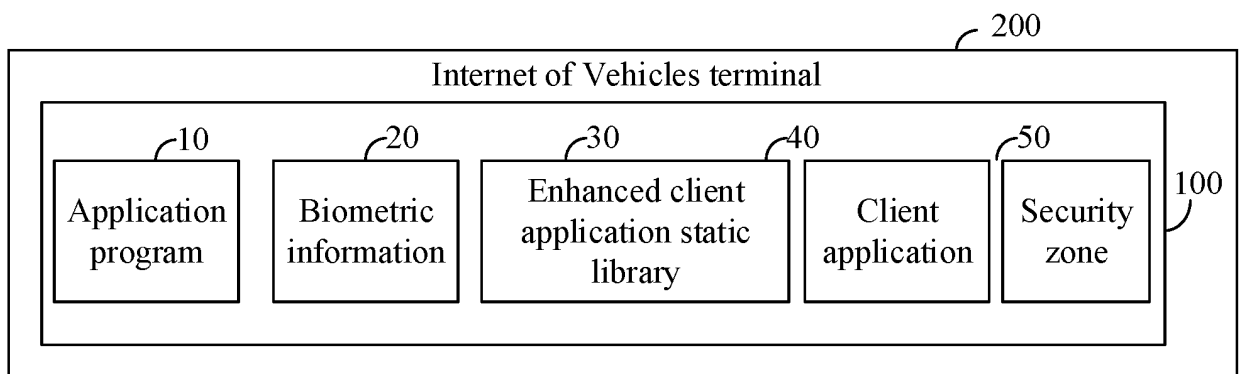 200
Internet of Vehicles terminal
10
20
30
40
50
100
Application
program
Biometric
information
Enhanced client
application static
library
Client
application
Security
zone